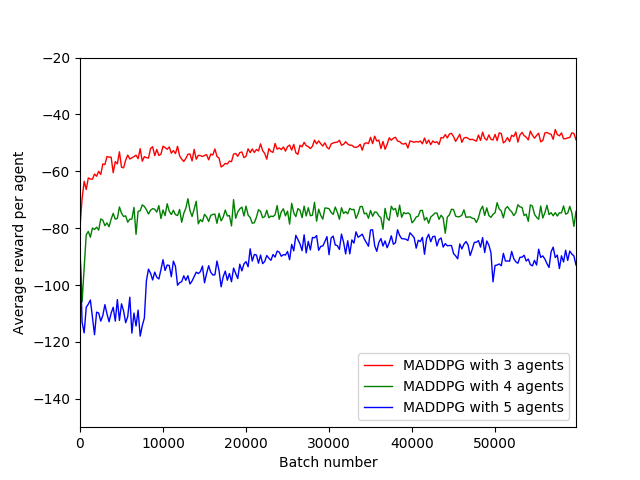 −20
−40
−60
−80
−100
−120
−140
Average reward per agent
MADDPG with 3 agents
MADDPG with 4 agents
MADDPG with 5 agents
0 10000 20000 30000 40000 50000
Batch number